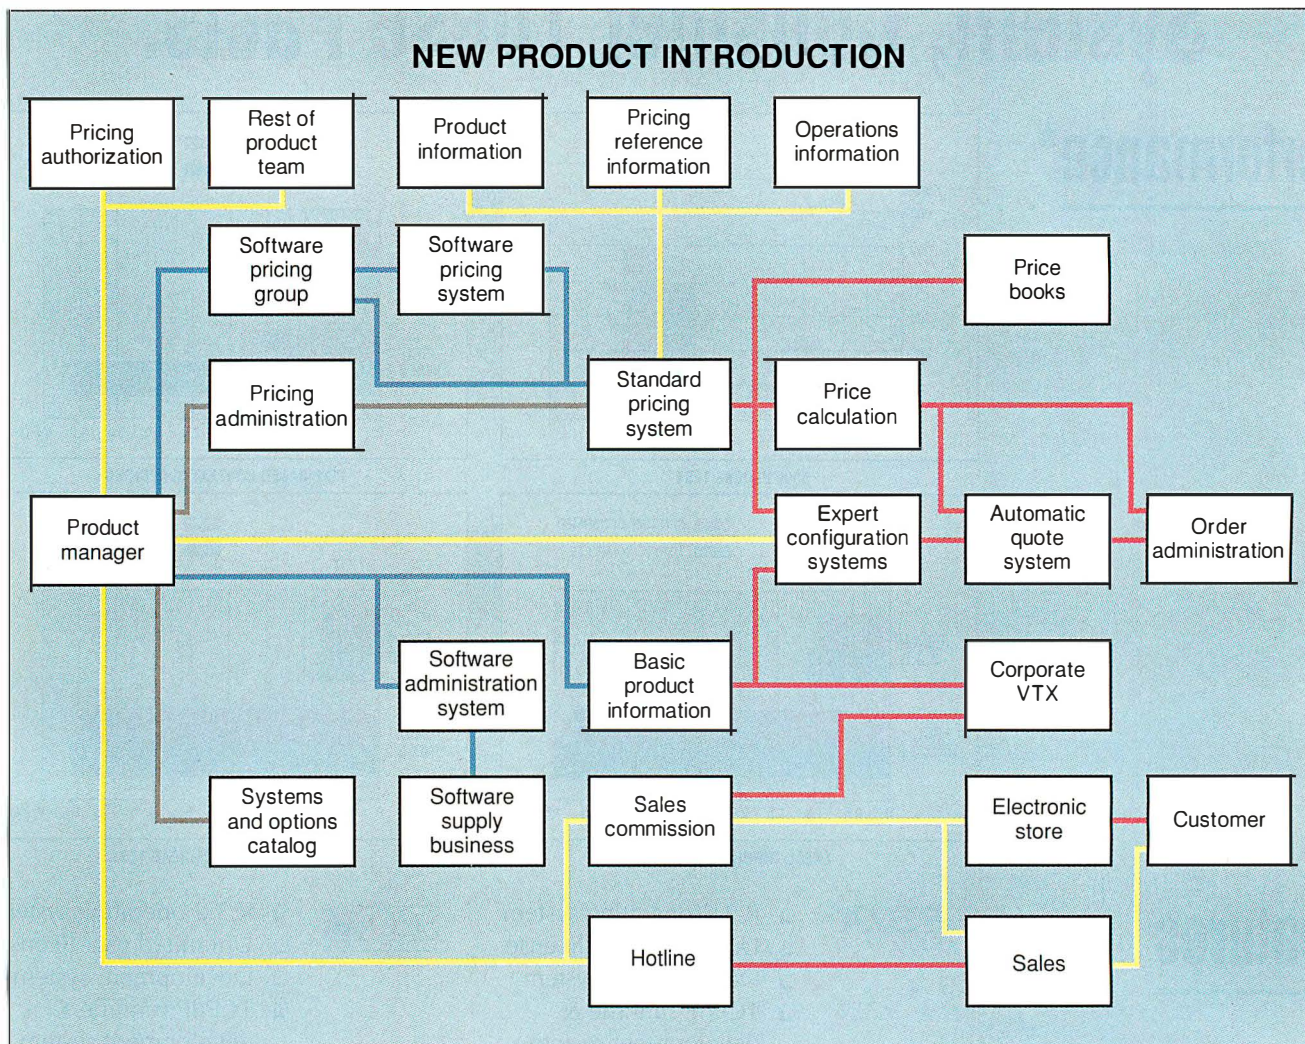 NEW PRODUCT INTRODUCTION
Pricing
authorization
Rest of
product
team
Product
information
Pricing
reference
information
Operations
information
Software
pricing
group
Software
pricing
system
Price
books
Pricing
administration
Standard
pricing
system
Price
calculation
Product
manager
Expert
configuration
systems
Automatic
quote
system
Order
administration
Software
administration
system
Basic
product
information
Corporate
VTX
Systems
and options
catalog
Software
supply
business
Sales
commission
Electronic
store
Customer
Hotline
Sales